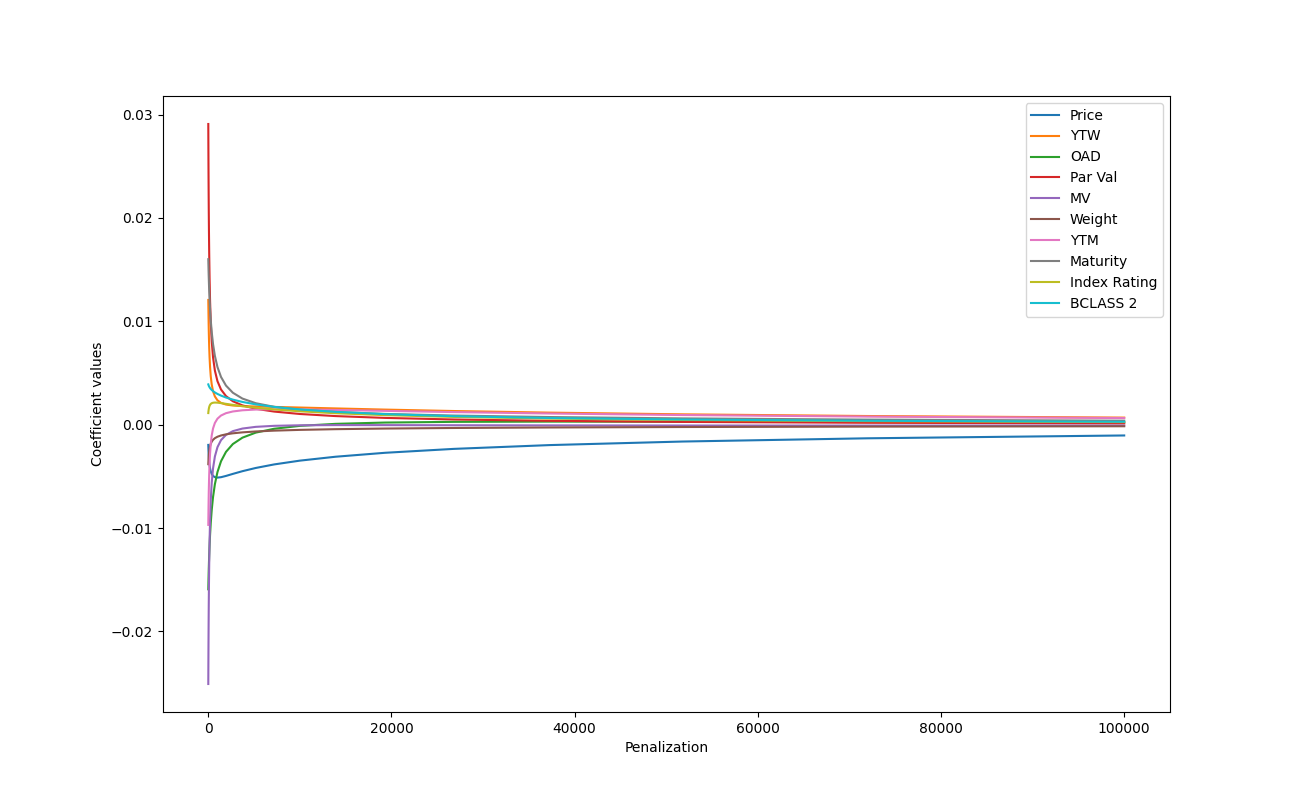 0.03
0.02
0.01
0.00
−0.01
−0.02
Coefficient values
Price
YTW
OAD
Par Val
MV
Weight
YTM
Maturity
Index Rating
BCLASS 2
0 20000 40000 60000 80000 100000
Penalization